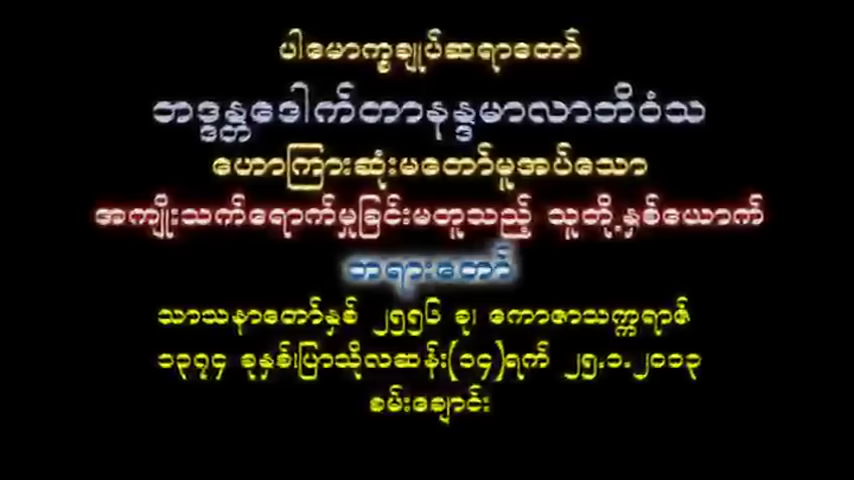 ပါမောက္ခချုပ်ဆရာတော်
ဘဒ္ဒန္တဒေါက်တာနန္ဒမာလာဘိဝံသ
ဟောကြားဆုံးမတော်မူအပ်သော
အကျိုးသက်ရောက်မှုခြင်းမတူသည့် သူတို့နှစ်ယောက်
တရားတော်
သာသနာတော်နှစ် ၂၅၅၆ ခု၊ ကောဇာသက္ကရာဇ်
၁၃၇၄ ခုနှစ်၊ပြာသိုလဆန်း(၁၄)ရက် ၂၅.၁.၂၀၁၃
စမ်းချောင်း